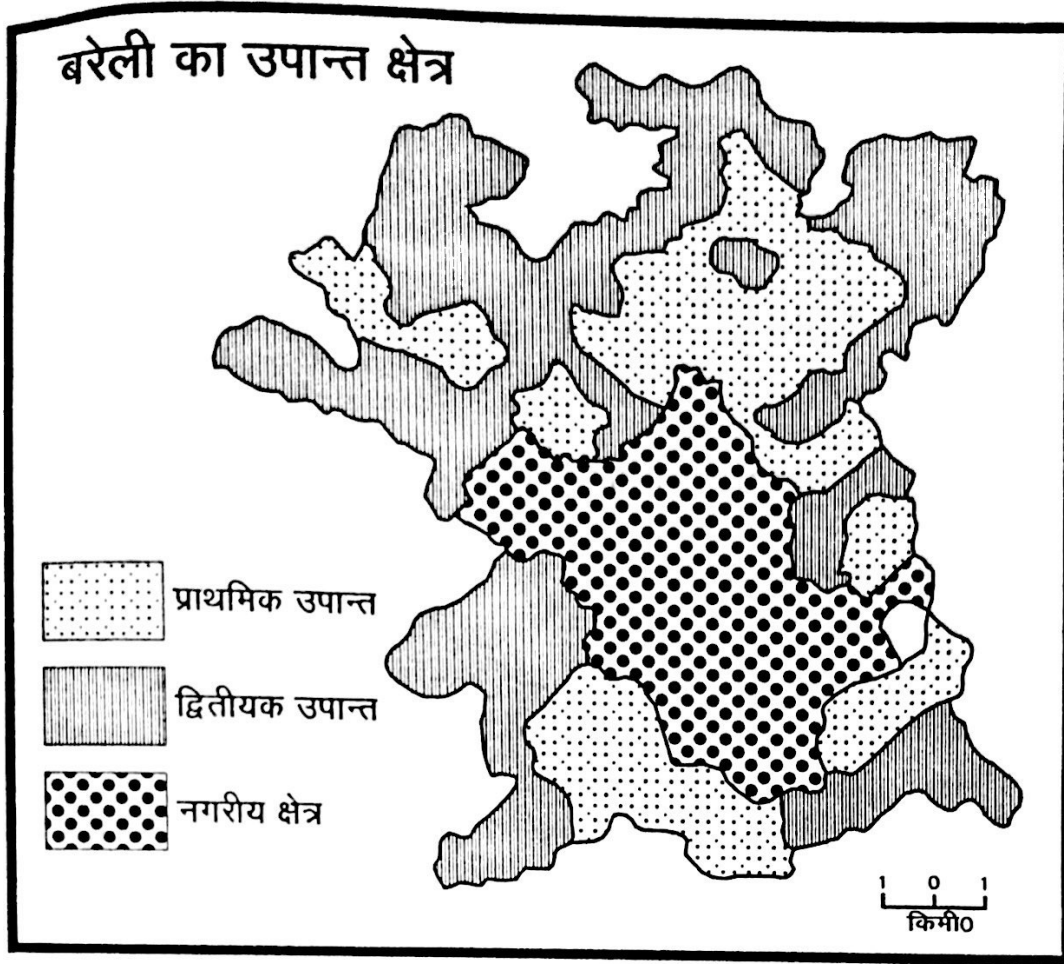 बरेली का उपान्त क्षेत्र
प्राथमिक उपान्त
द्वितीयक उपान्त
नगरीय क्षेत्र
1 0 1
किमी0